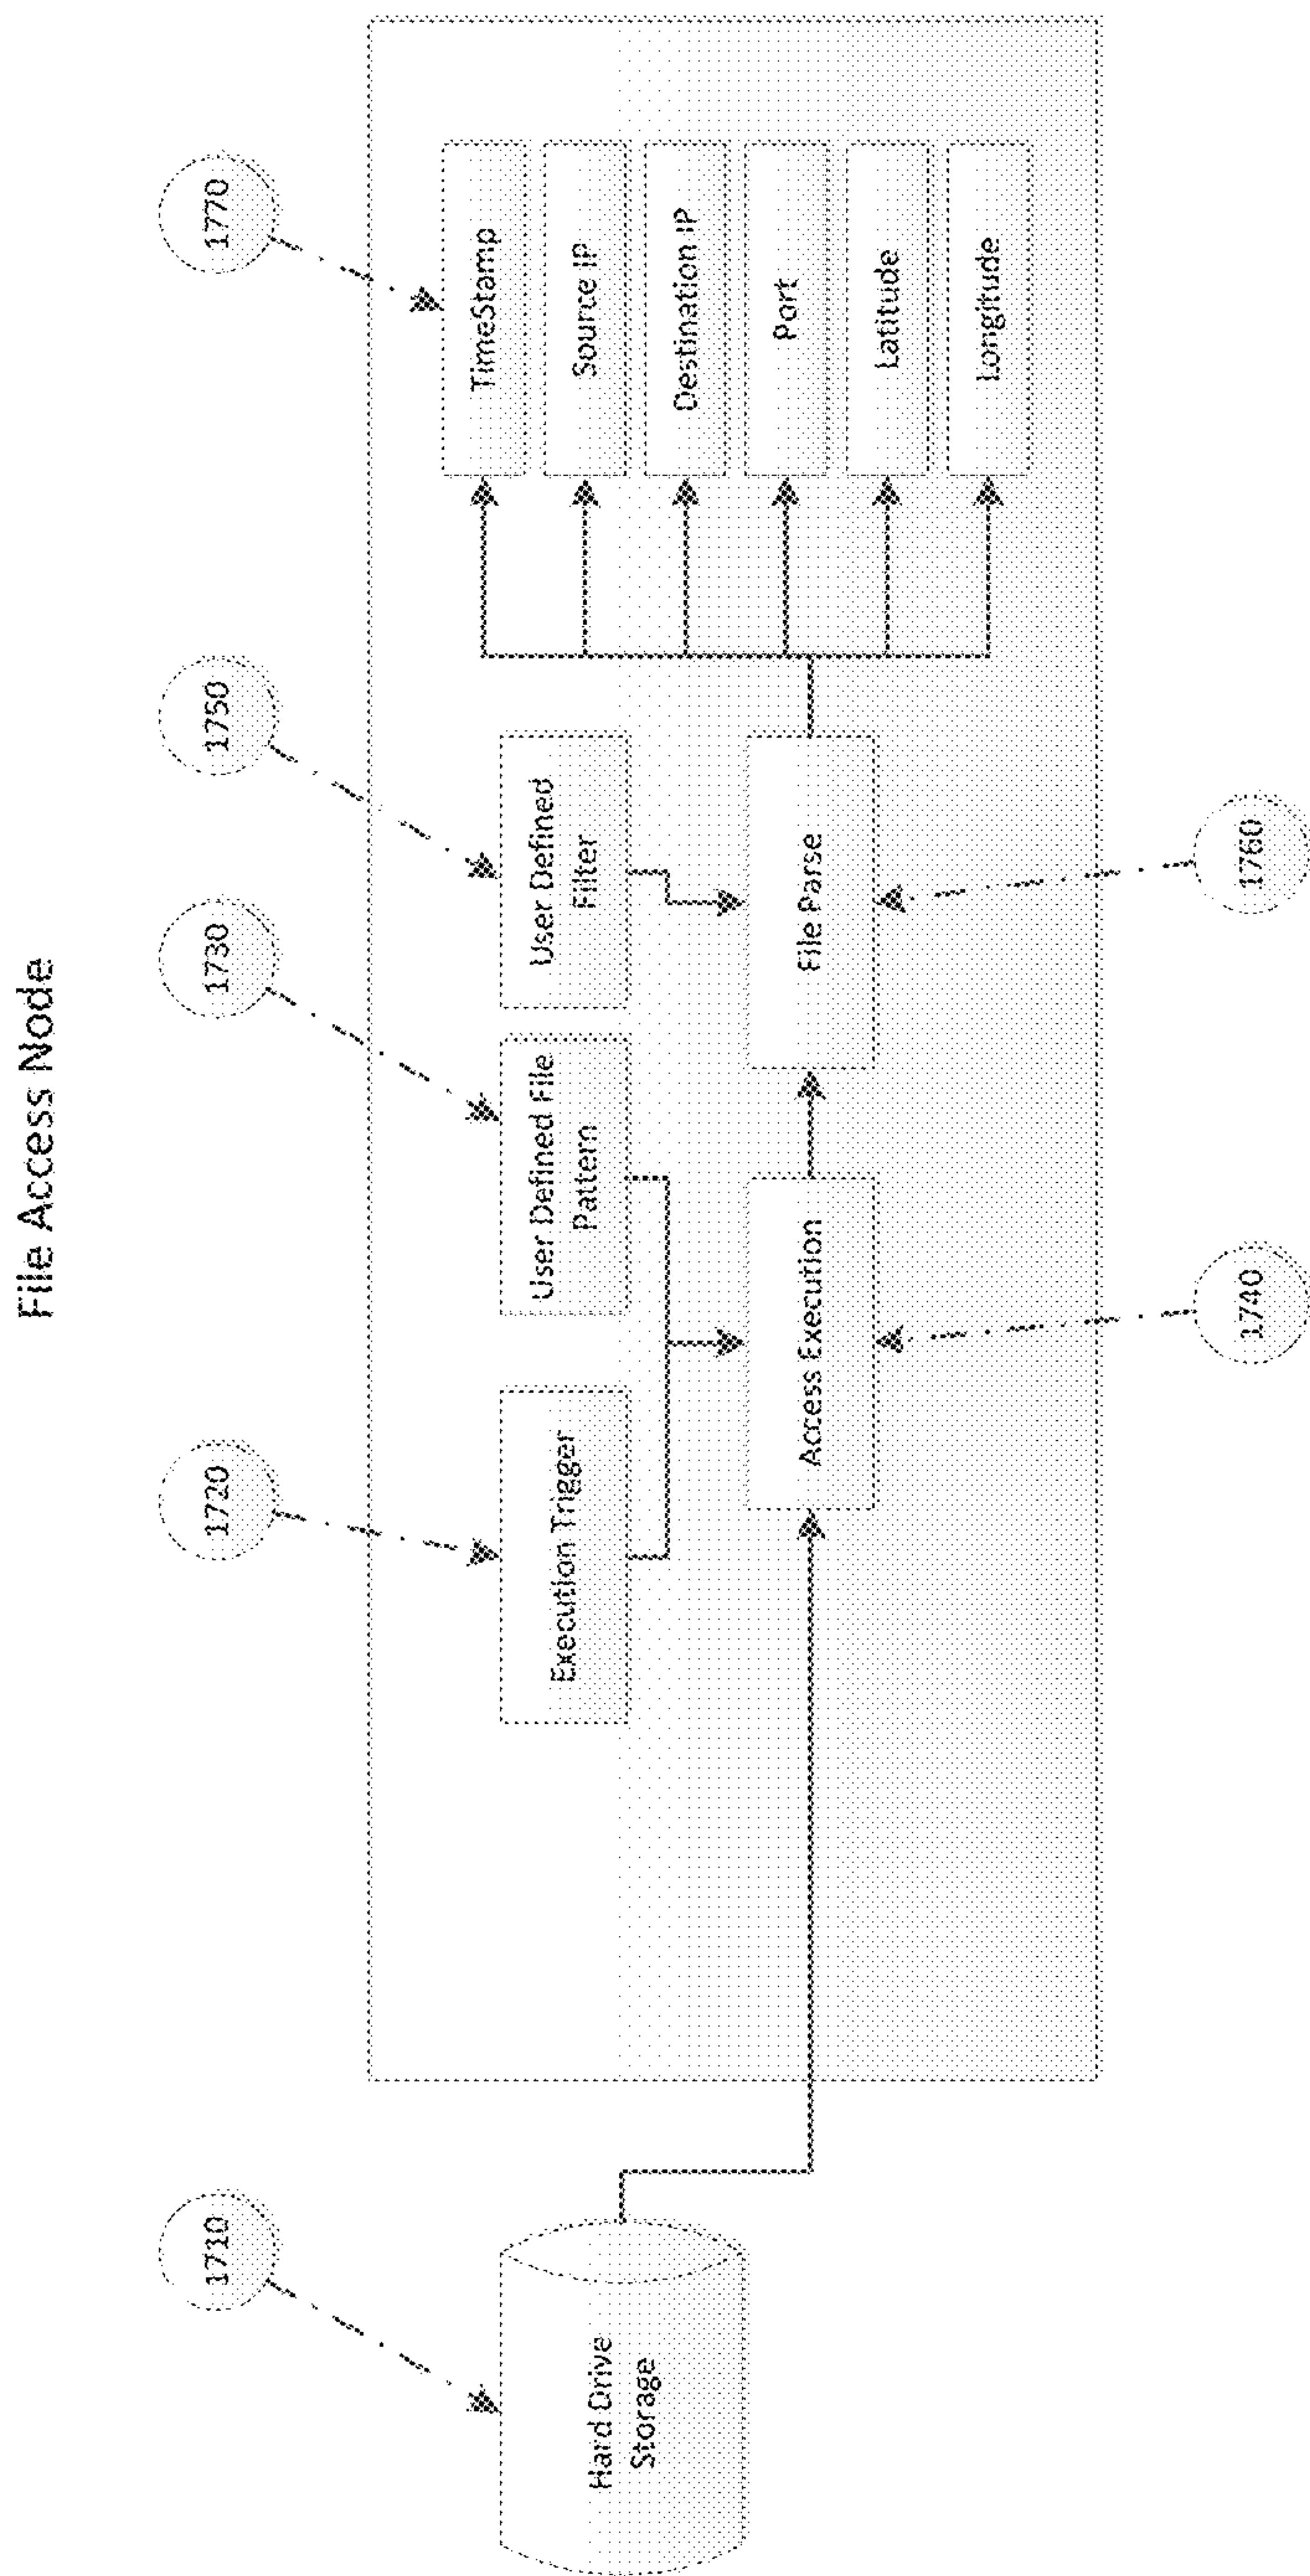 File Access Node
1710
1720
1730
1750
1770
Hard Drive
Storage
Execution Trigger
User Defined File
Pattern
User Defined
Filter
Access Execution
File Parse
TimeStamp
Source IP
Destination IP
Port
Latitude
Longitude
1740
1760